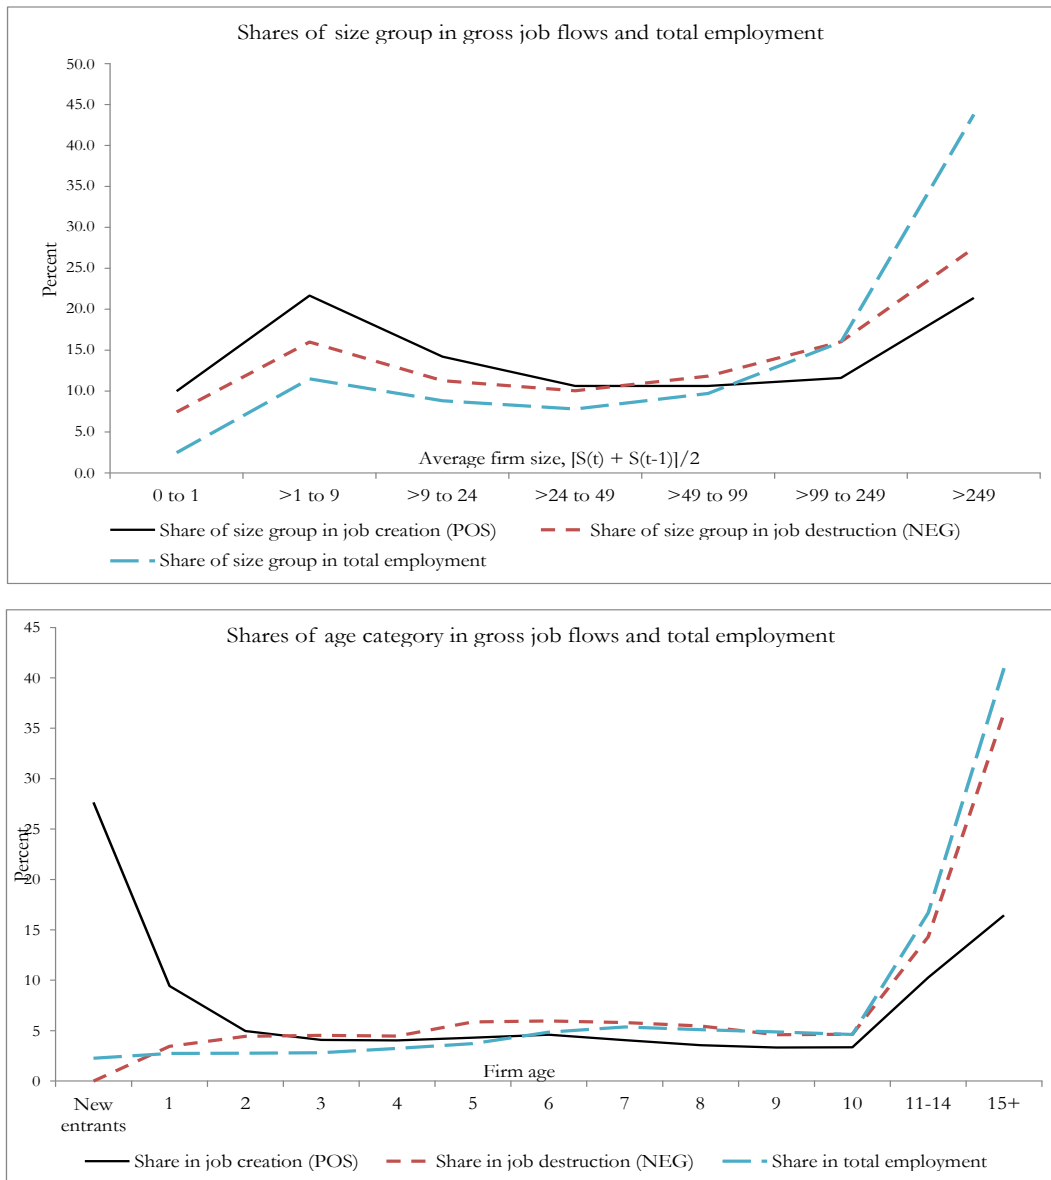 Shares of size group in gross job flows and total employment
50.0
45.0
40.0
35.0
30.0
25.0
20.0
15.0
10.0
5.0
0.0
Percent
Average firm size, [S(t) + S(t-1)]/2
0 to 1 >1 to 9 >9 to 24 >24 to 49 >49 to 99 >99 to 249 >249
Share of size group in job creation (POS) Share of size group in job destruction (NEG)
Share of size group in total employment
Shares of age category in gross job flows and total employment
45
40
35
30
25
20
15
10
5
0
Percent
Firm age
New entrants 1 2 3 4 5 6 7 8 9 10 11-14 15+
Share in job creation (POS) Share in job destruction (NEG) Share in total employment